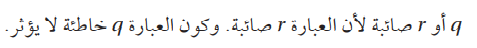 q أو r صائبة لأن العبارة r صائبة. وكون العبارة q خاطئة لا يؤثر.